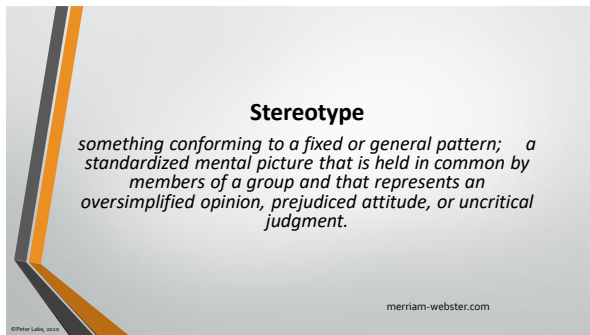 Stereotype
something conforming to a fixed or general pattern; a
standardized mental picture that is held in common by
members of a group and that represents an
oversimplified opinion, prejudiced attitude, or uncritical
judgment.
merriam-webster.com
©Peter Lake, 2020